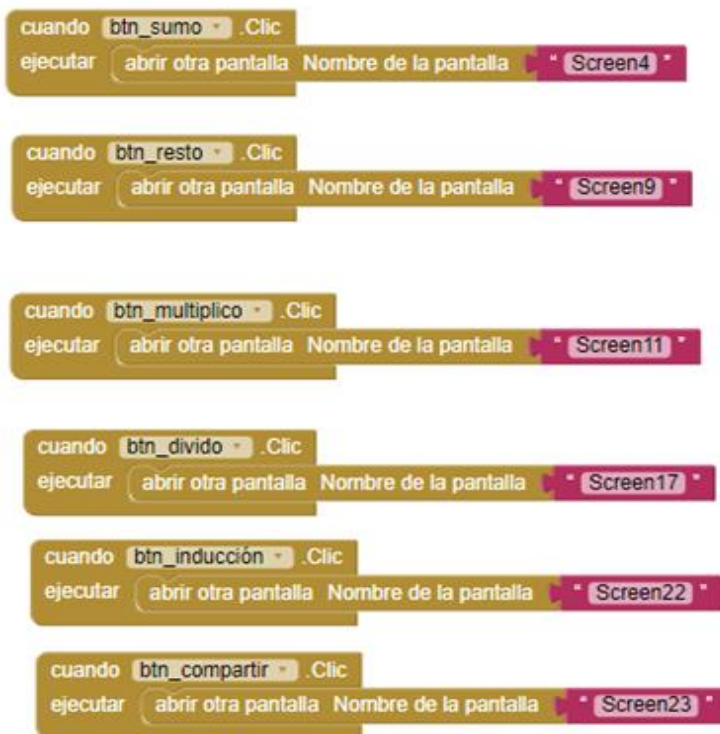 cuando btn_sumo .Clic
ejecutar abrir otra pantalla Nombre de la pantalla " Screen4 "
cuando btn_resto .Clic
ejecutar abrir otra pantalla Nombre de la pantalla " Screen9 "
cuando btn_multiplico .Clic
ejecutar abrir otra pantalla Nombre de la pantalla " Screen11 "
cuando btn_divido .Clic
ejecutar abrir otra pantalla Nombre de la pantalla " Screen17 "
cuando btn_inducción .Clic
ejecutar abrir otra pantalla Nombre de la pantalla " Screen22 "
cuando btn_compartir .Clic
ejecutar abrir otra pantalla Nombre de la pantalla " Screen23 "